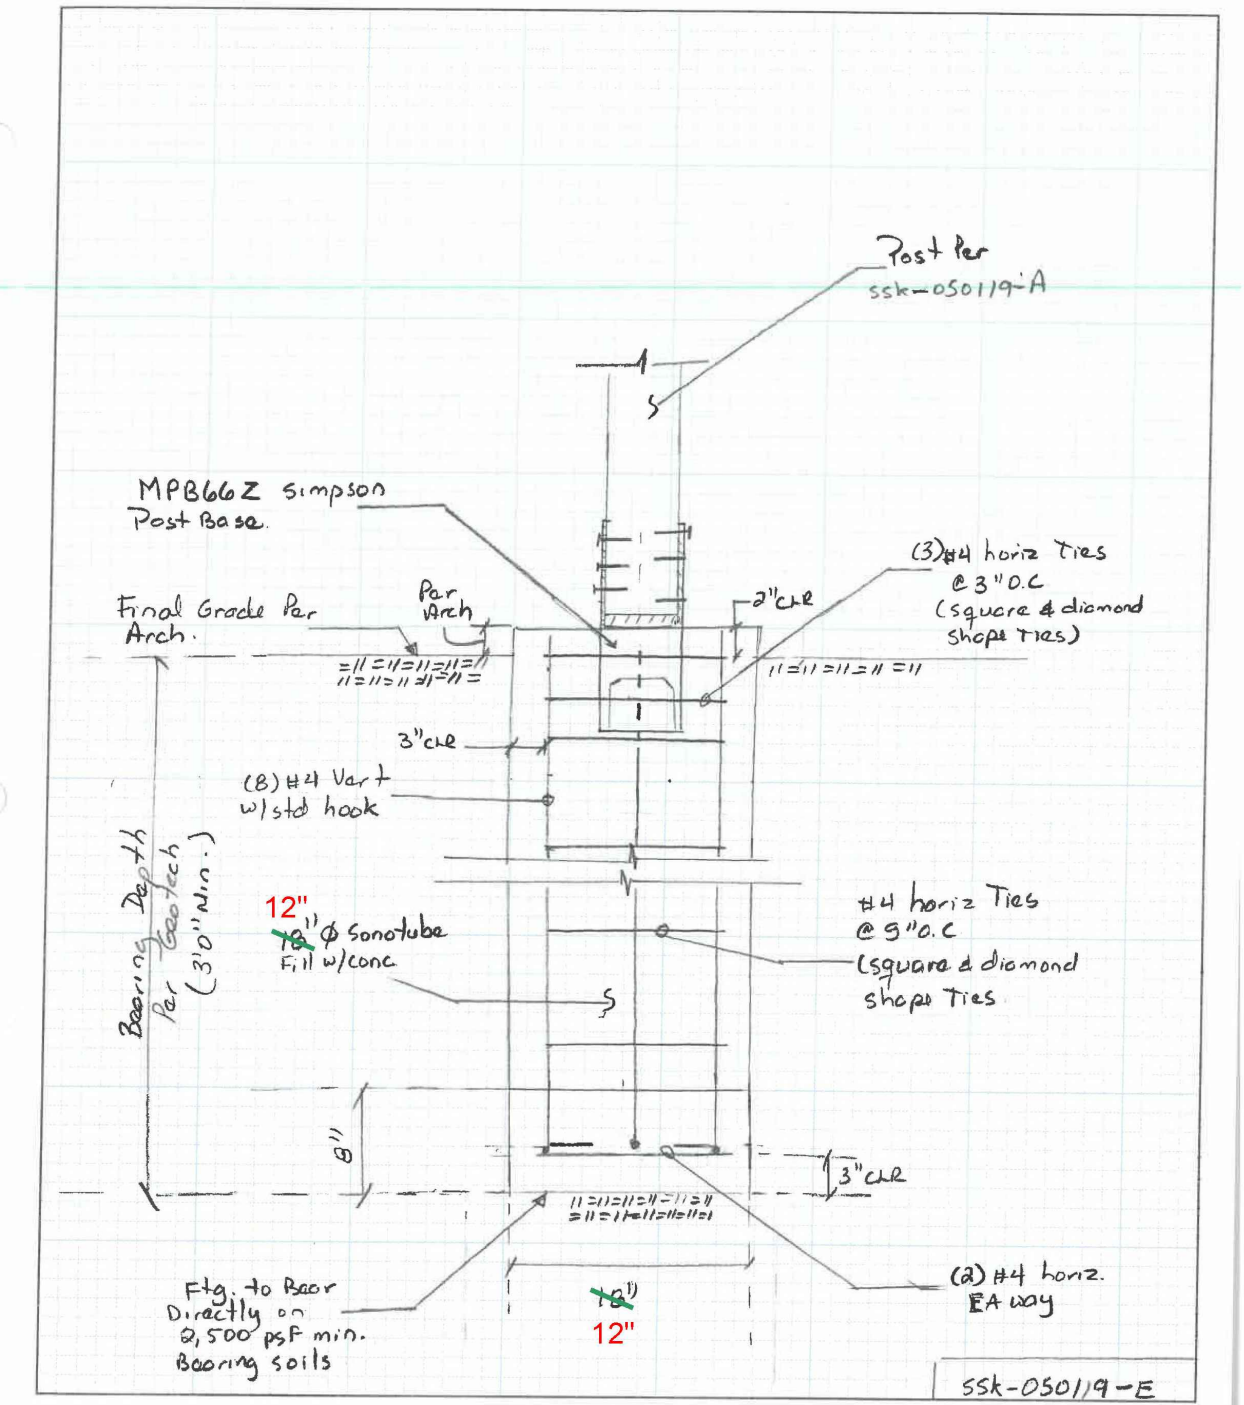 Post Per
SSK-050119-A
MPB66Z Simpson
Post Base.
(3)#4 horiz Ties
@ 3"O.C
(square & diamond
shape Ties)
Final Grade Per
Arch.
Per
Arch
2"CLR
3"CLR
(8) #4 Vert
w/std hook
Bearing Depth
Per Geotech
(3'0" Min.)
12"
18"φ Sonotube
Fill w/conc
#4 horiz Ties
@ 9"O.C
(square & diamond
shape Ties
8"
3"CLR
Ftg. to Bear
Directly on
2,500 psf min.
Bearing soils
18"
12"
(2) #4 horiz.
EA way
SSK-050119-E